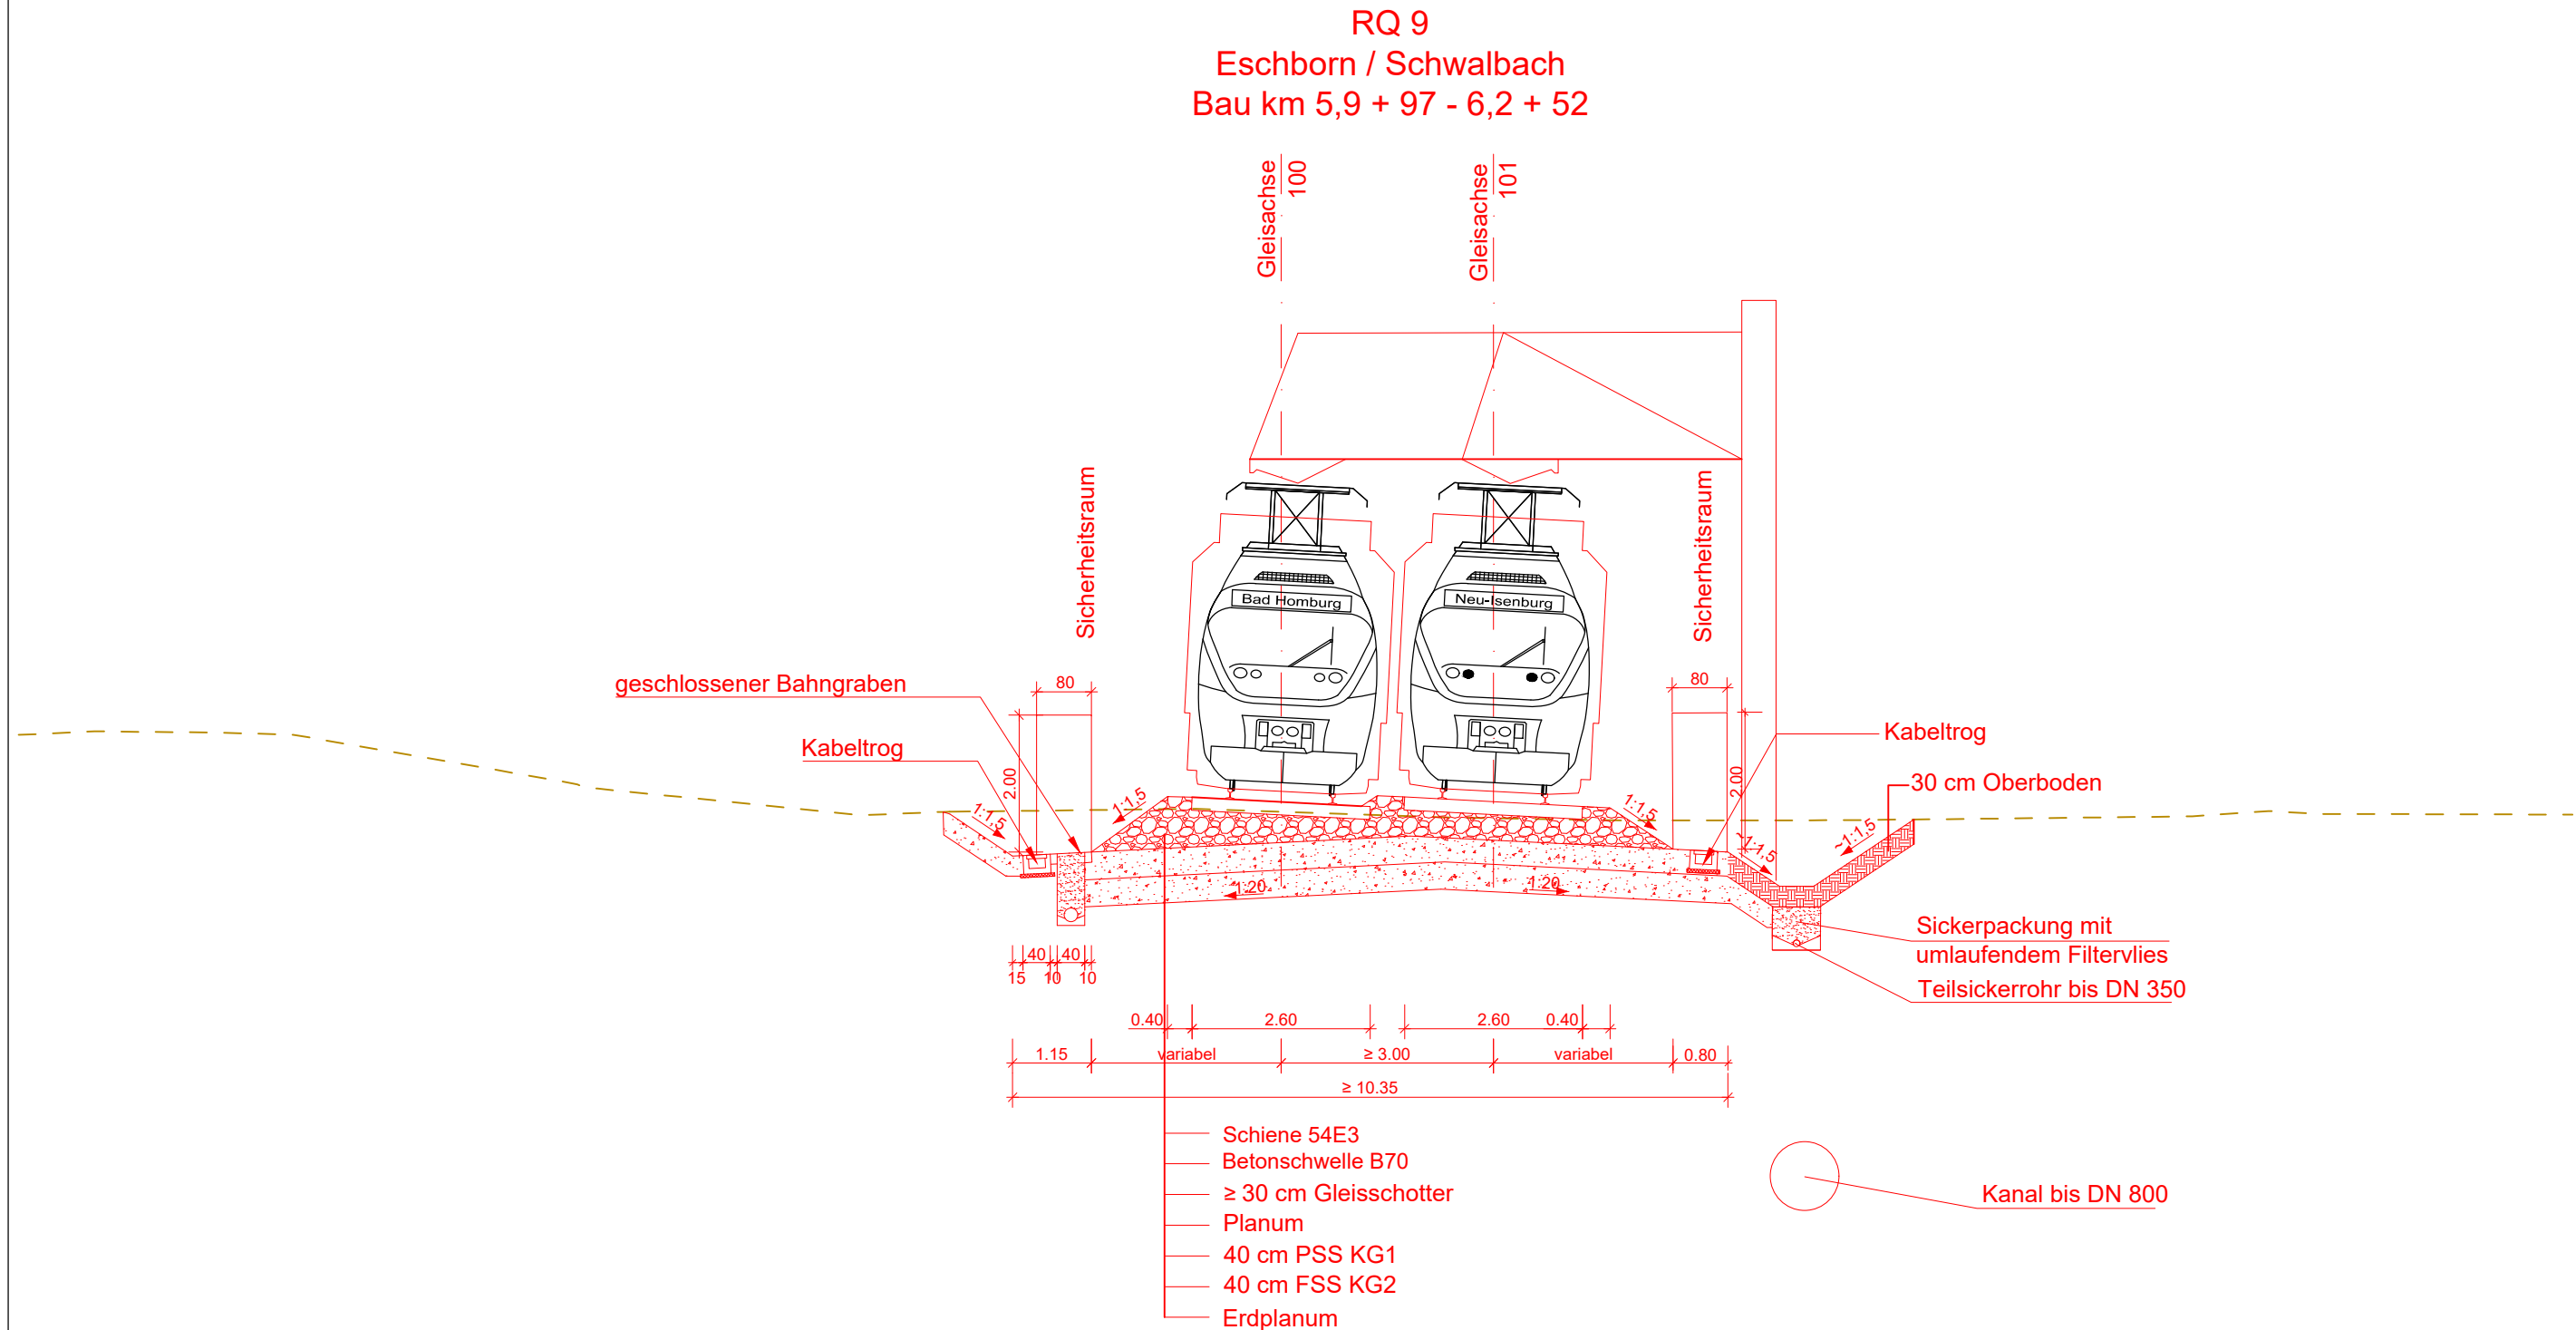 RQ 9
Eschborn / Schwalbach
Bau km 5,9 + 97 - 6,2 + 52
Gleisachse
100
Gleisachse
101
Sicherheitsraum
Sicherheitsraum
Bad Homburg
Neu-Isenburg
geschlossener Bahngraben
80
80
Kabeltrog
Kabeltrog
2.00
2.00
30 cm Oberboden
1:1,5
1:1,5
1:1,5
~1:1,5
~1:1,5
1:20
1:20
Sickerpackung mit
umlaufendem Filtervlies
Teilsickerrohr bis DN 350
40
40
15
10
10
0.40
2.60
2.60
0.40
1.15
variabel
≥ 3.00
variabel
0.80
≥ 10.35
Schiene 54E3
Betonschwelle B70
≥ 30 cm Gleisschotter
Planum
40 cm PSS KG1
40 cm FSS KG2
Erdplanum
Kanal bis DN 800